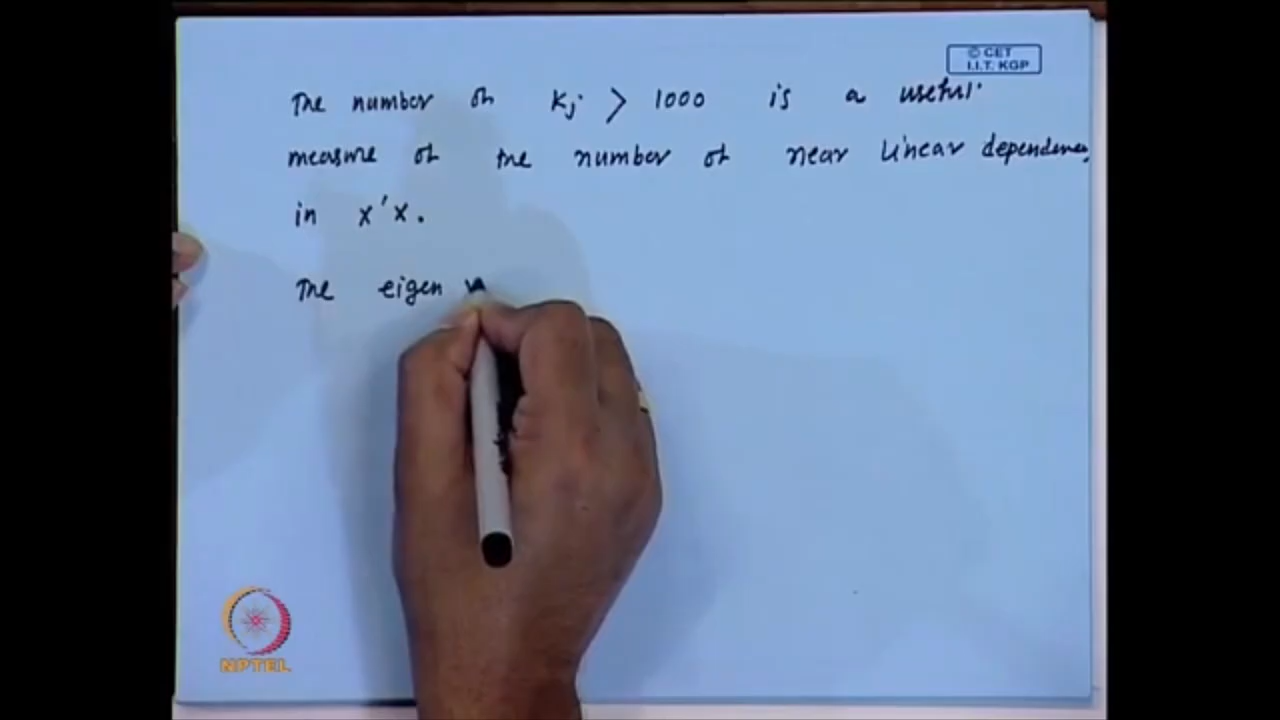 © CET
I.I.T. KGP
The number of Kj > 1000 is a useful
measure of the number of near linear
in X'X.
The eigen
NPTEL